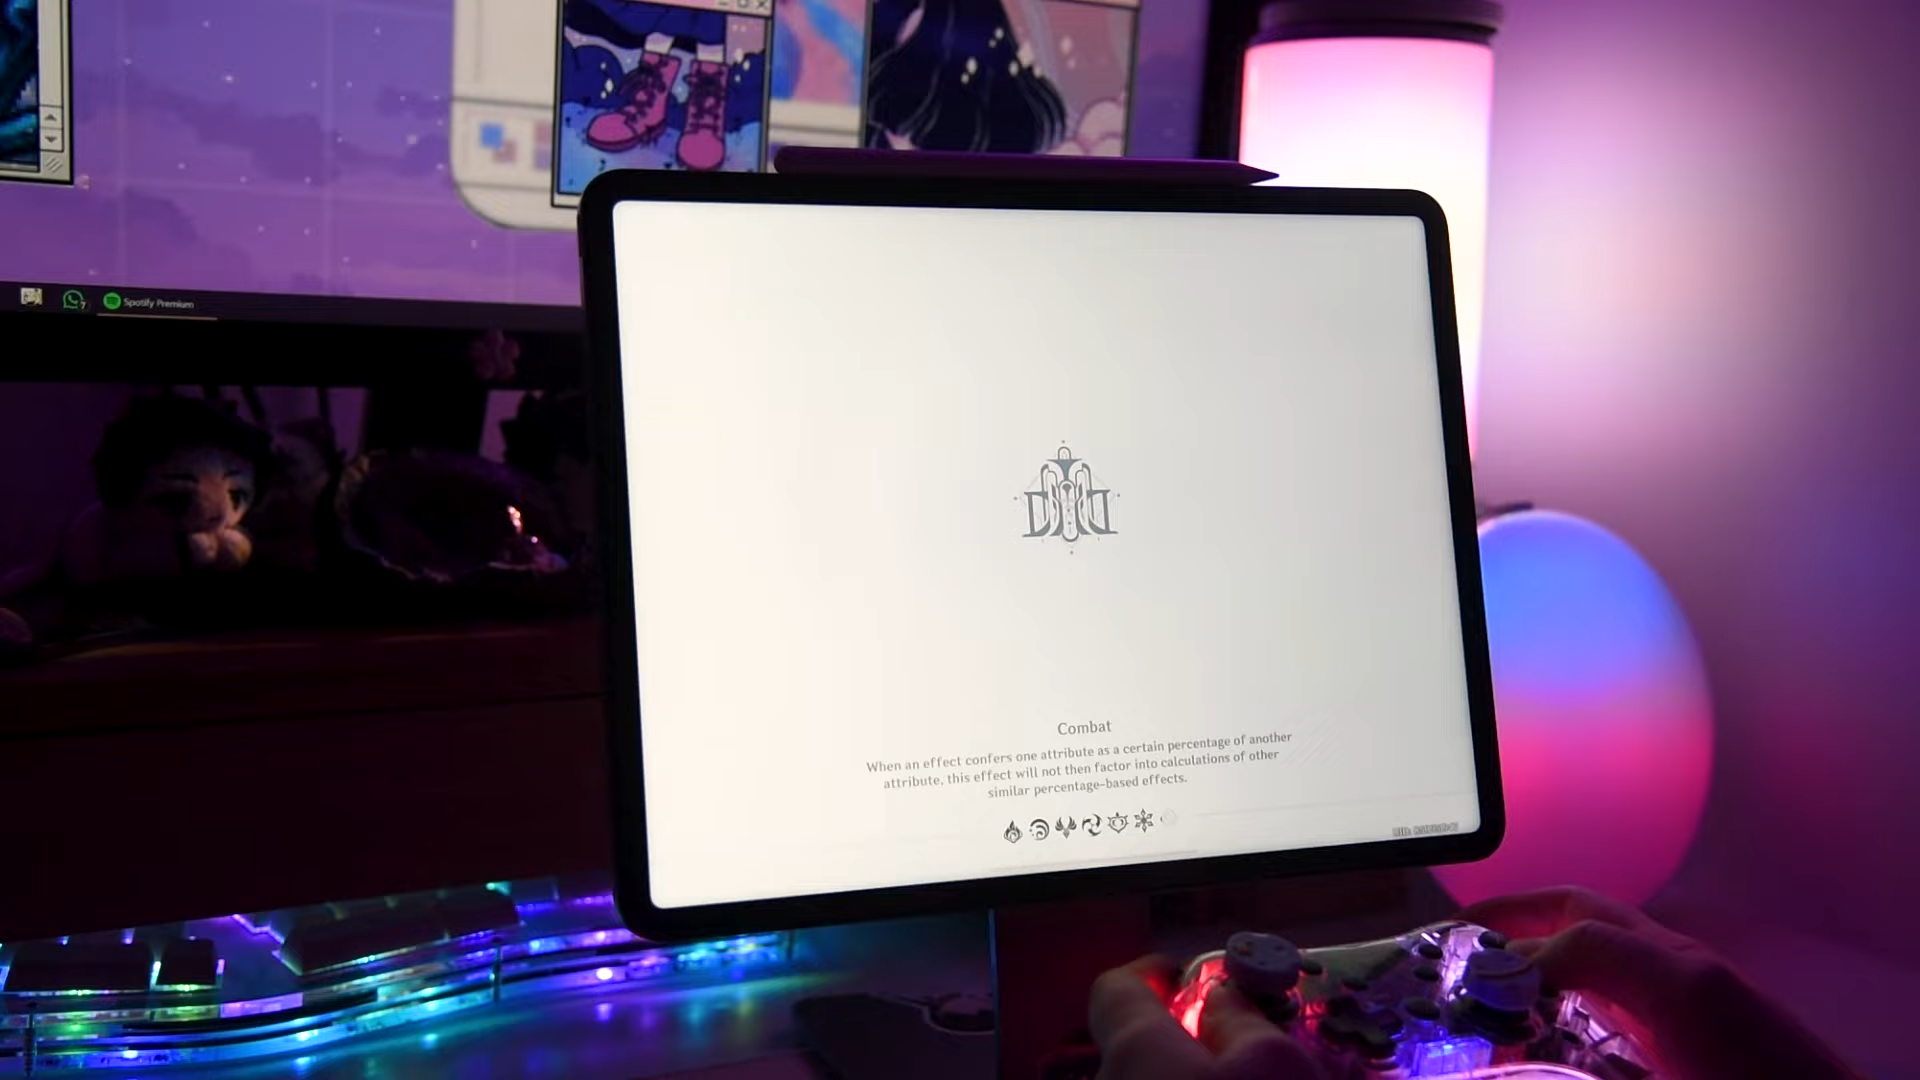 Spotify Premium
Combat
When an effect confers one attribute as a certain percentage of another
attribute, this effect will not then factor into calculations of other
similar percentage-based effects.